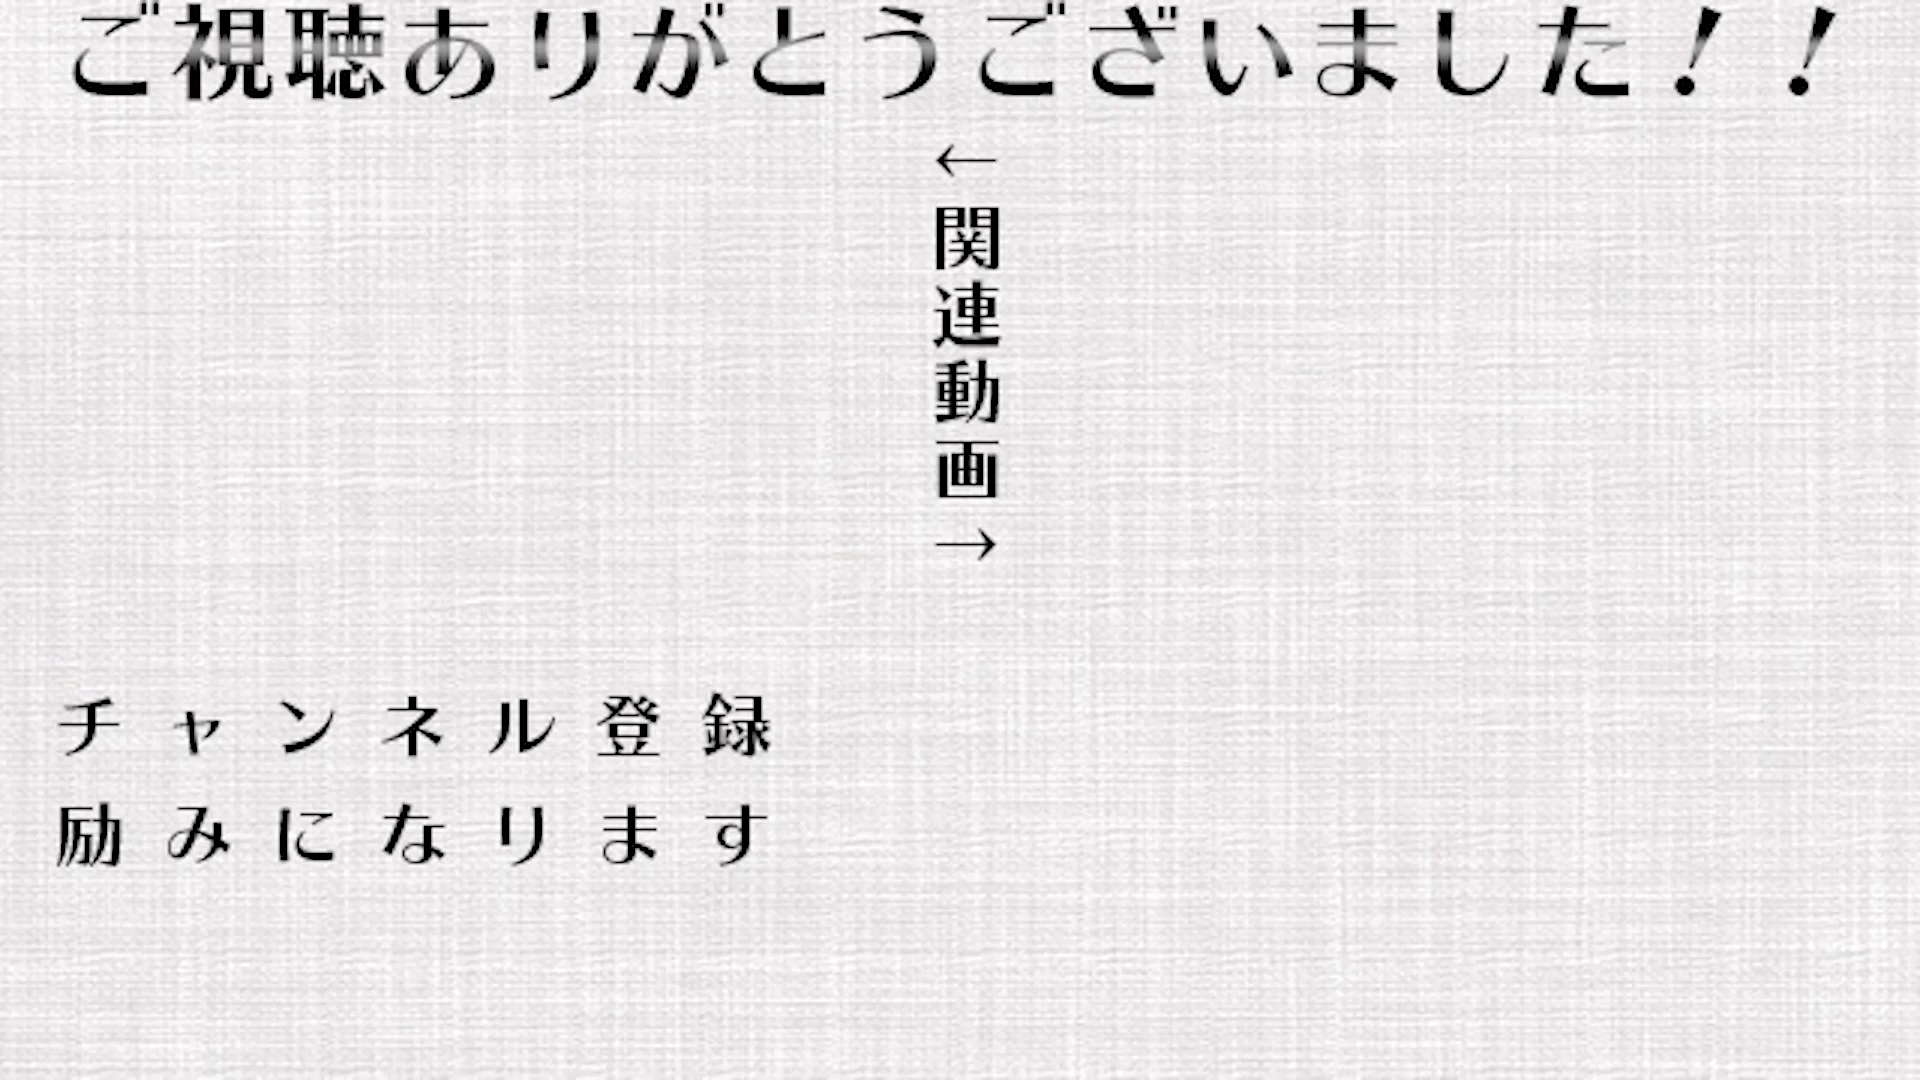 ご視聴ありがとうございました！！
←関連動画→
チャンネル登録
励みになります